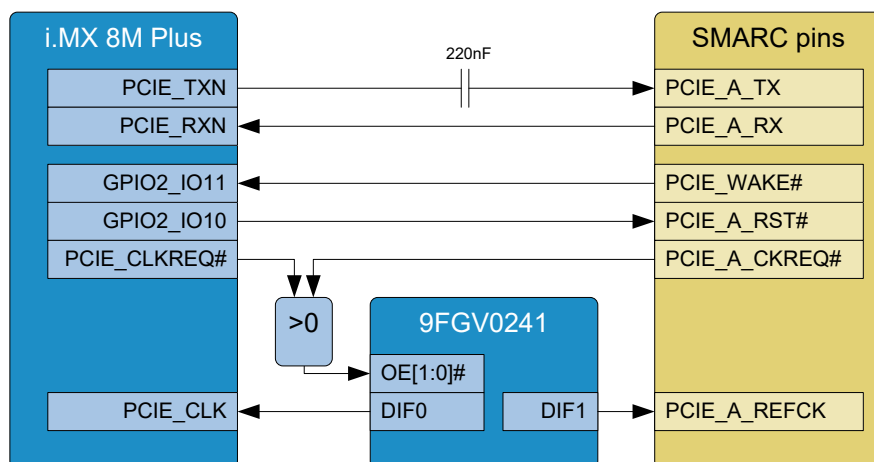 i.MX 8M Plus
SMARC pins
220nF
PCIE_TXN
PCIE_A_TX
PCIE_RXN
PCIE_A_RX
GPIO2_IO11
PCIE_WAKE#
GPIO2_IO10
PCIE_A_RST#
PCIE_CLKREQ#
PCIE_A_CKREQ#
>0
9FGV0241
OE[1:0]#
PCIE_CLK
DIF0
DIF1
PCIE_A_REFCK